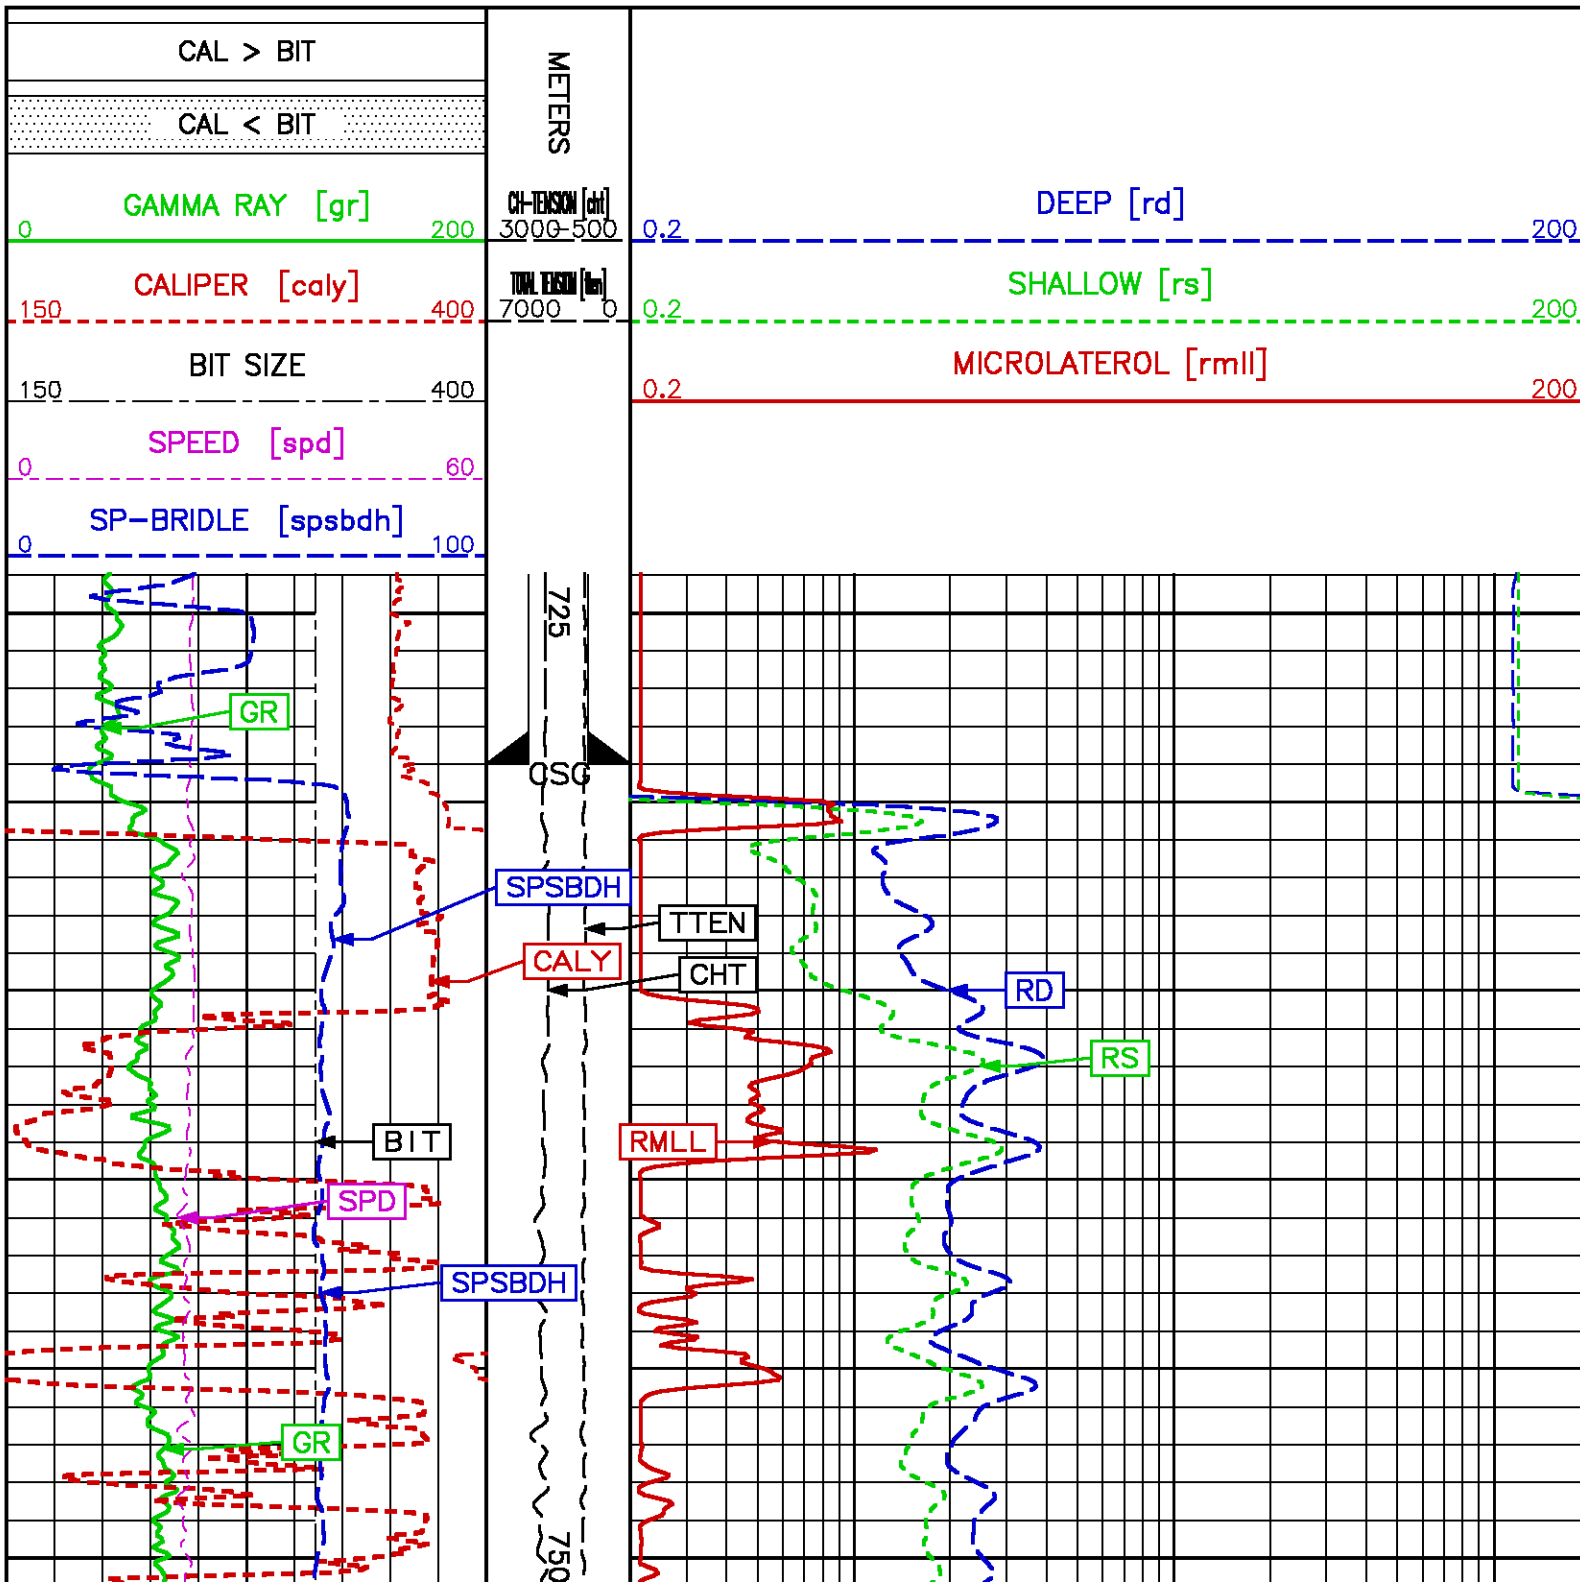 CAL > BIT
CAL < BIT
GAMMA RAY [gr]
0 200
CALIPER [caly]
150 400
BIT SIZE
150 400
SPEED [spd]
0 60
SP-BRIDLE [spsbdh]
0 100
METERS
CH-TENSION [cht]
3000 -500
TOTAL TENSION [tten]
7000 0
DEEP [rd]
0.2 200
SHALLOW [rs]
0.2 200
MICROLATEROL [rmll]
0.2 200
725
GR
CSG
SPSBDH
TTEN
CALY
CHT
RD
RS
BIT
RMLL
SPD
SPSBDH
GR
750